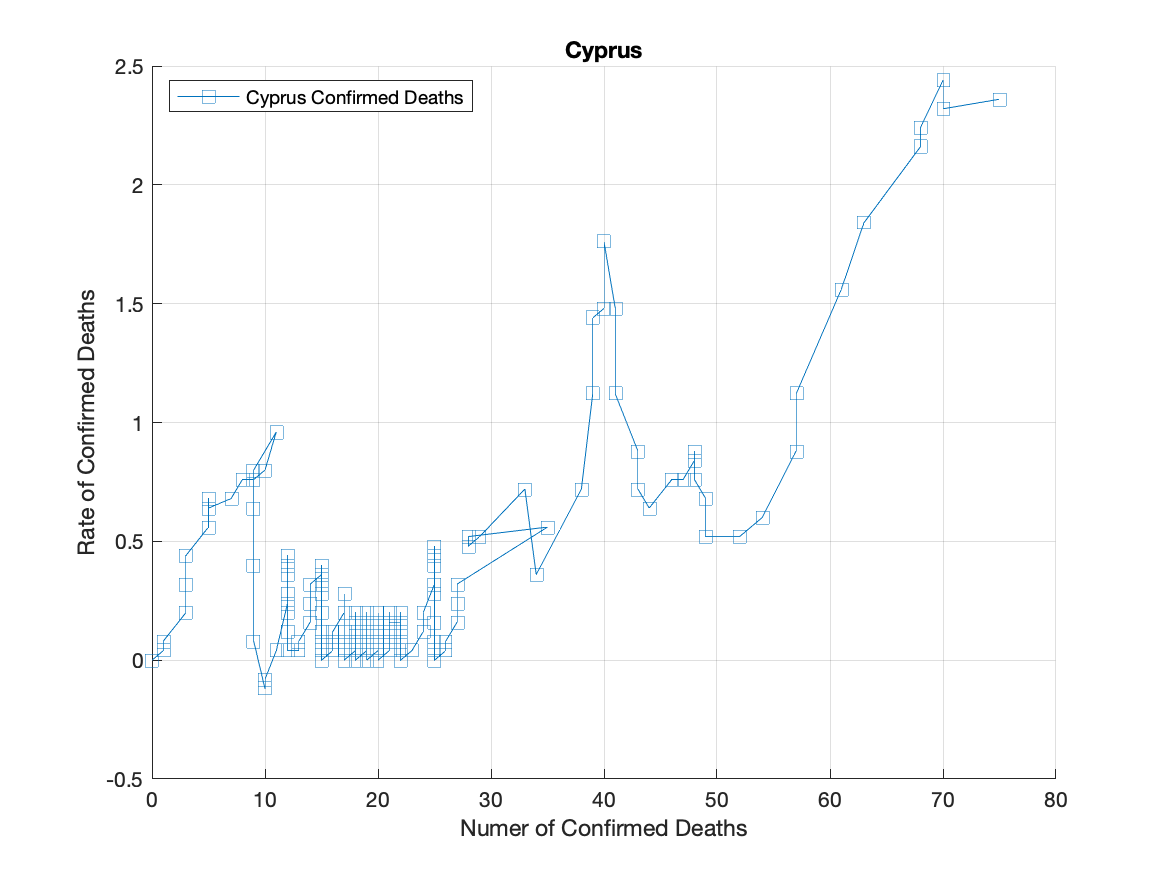 Cyprus
Cyprus Confirmed Deaths
2.5
2
1.5
1
0.5
0
-0.5
Rate of Confirmed Deaths
0 10 20 30 40 50 60 70 80
Numer of Confirmed Deaths